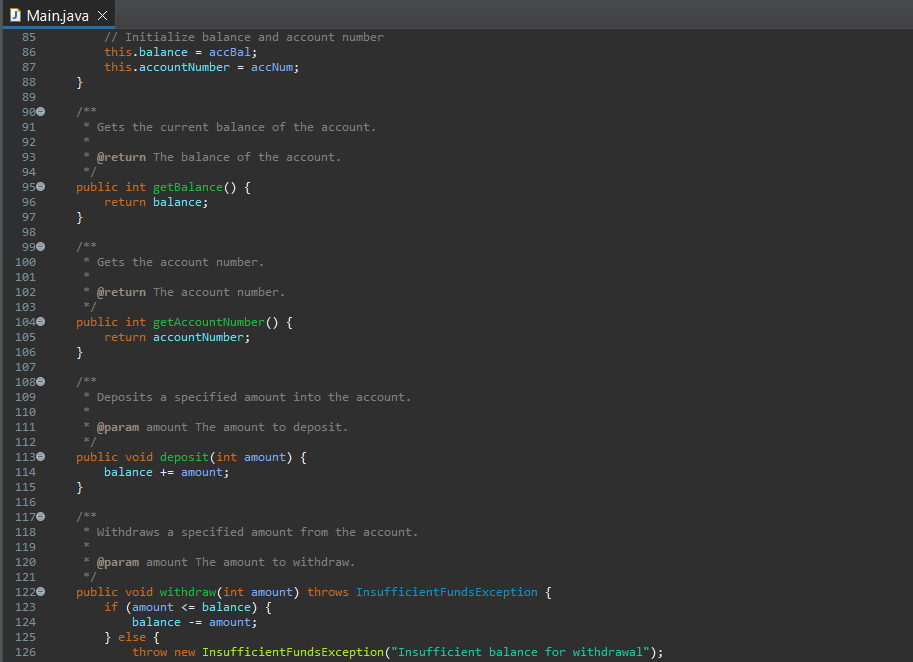 Main.java
85 // Initialize balance and account number
86 this.balance = accBal;
87 this.accountNumber = accNum;
88 }
89
90 /**
91 * Gets the current balance of the account.
92 *
93 * @return The balance of the account.
94 */
95 public int getBalance() {
96 return balance;
97 }
98
99 /**
100 * Gets the account number.
101 *
102 * @return The account number.
103 */
104 public int getAccountNumber() {
105 return accountNumber;
106 }
107
108 /**
109 * Deposits a specified amount into the account.
110 *
111 * @param amount The amount to deposit.
112 */
113 public void deposit(int amount) {
114 balance += amount;
115 }
116
117 /**
118 * Withdraws a specified amount from the account.
119 *
120 * @param amount The amount to withdraw.
121 */
122 public void withdraw(int amount) throws InsufficientFundsException {
123 if (amount <= balance) {
124 balance -= amount;
125 } else {
126 throw new InsufficientFundsException("Insufficient balance for withdrawal");